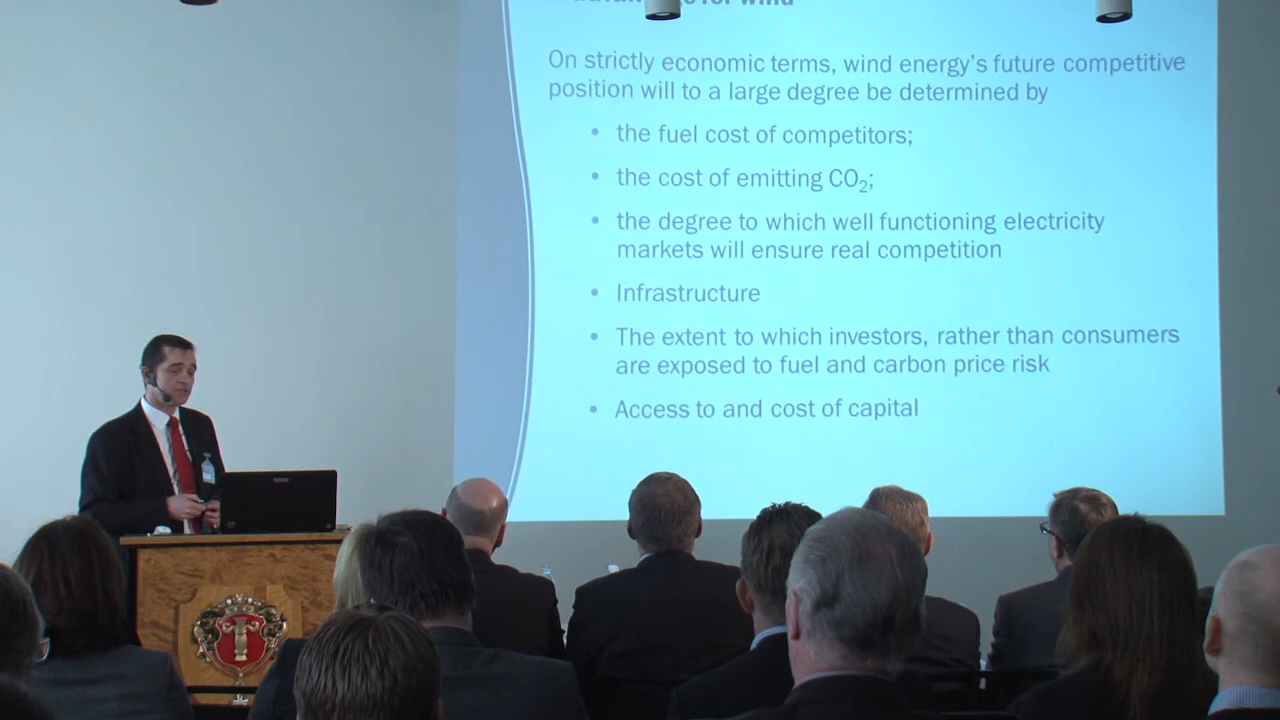 for wind
On strictly economic terms, wind energy's future competitive
position will to a large degree be determined by
• the fuel cost of competitors;
• the cost of emitting CO₂;
• the degree to which well functioning electricity
markets will ensure real competition
• Infrastructure
• The extent to which investors, rather than consumers
are exposed to fuel and carbon price risk
• Access to and cost of capital